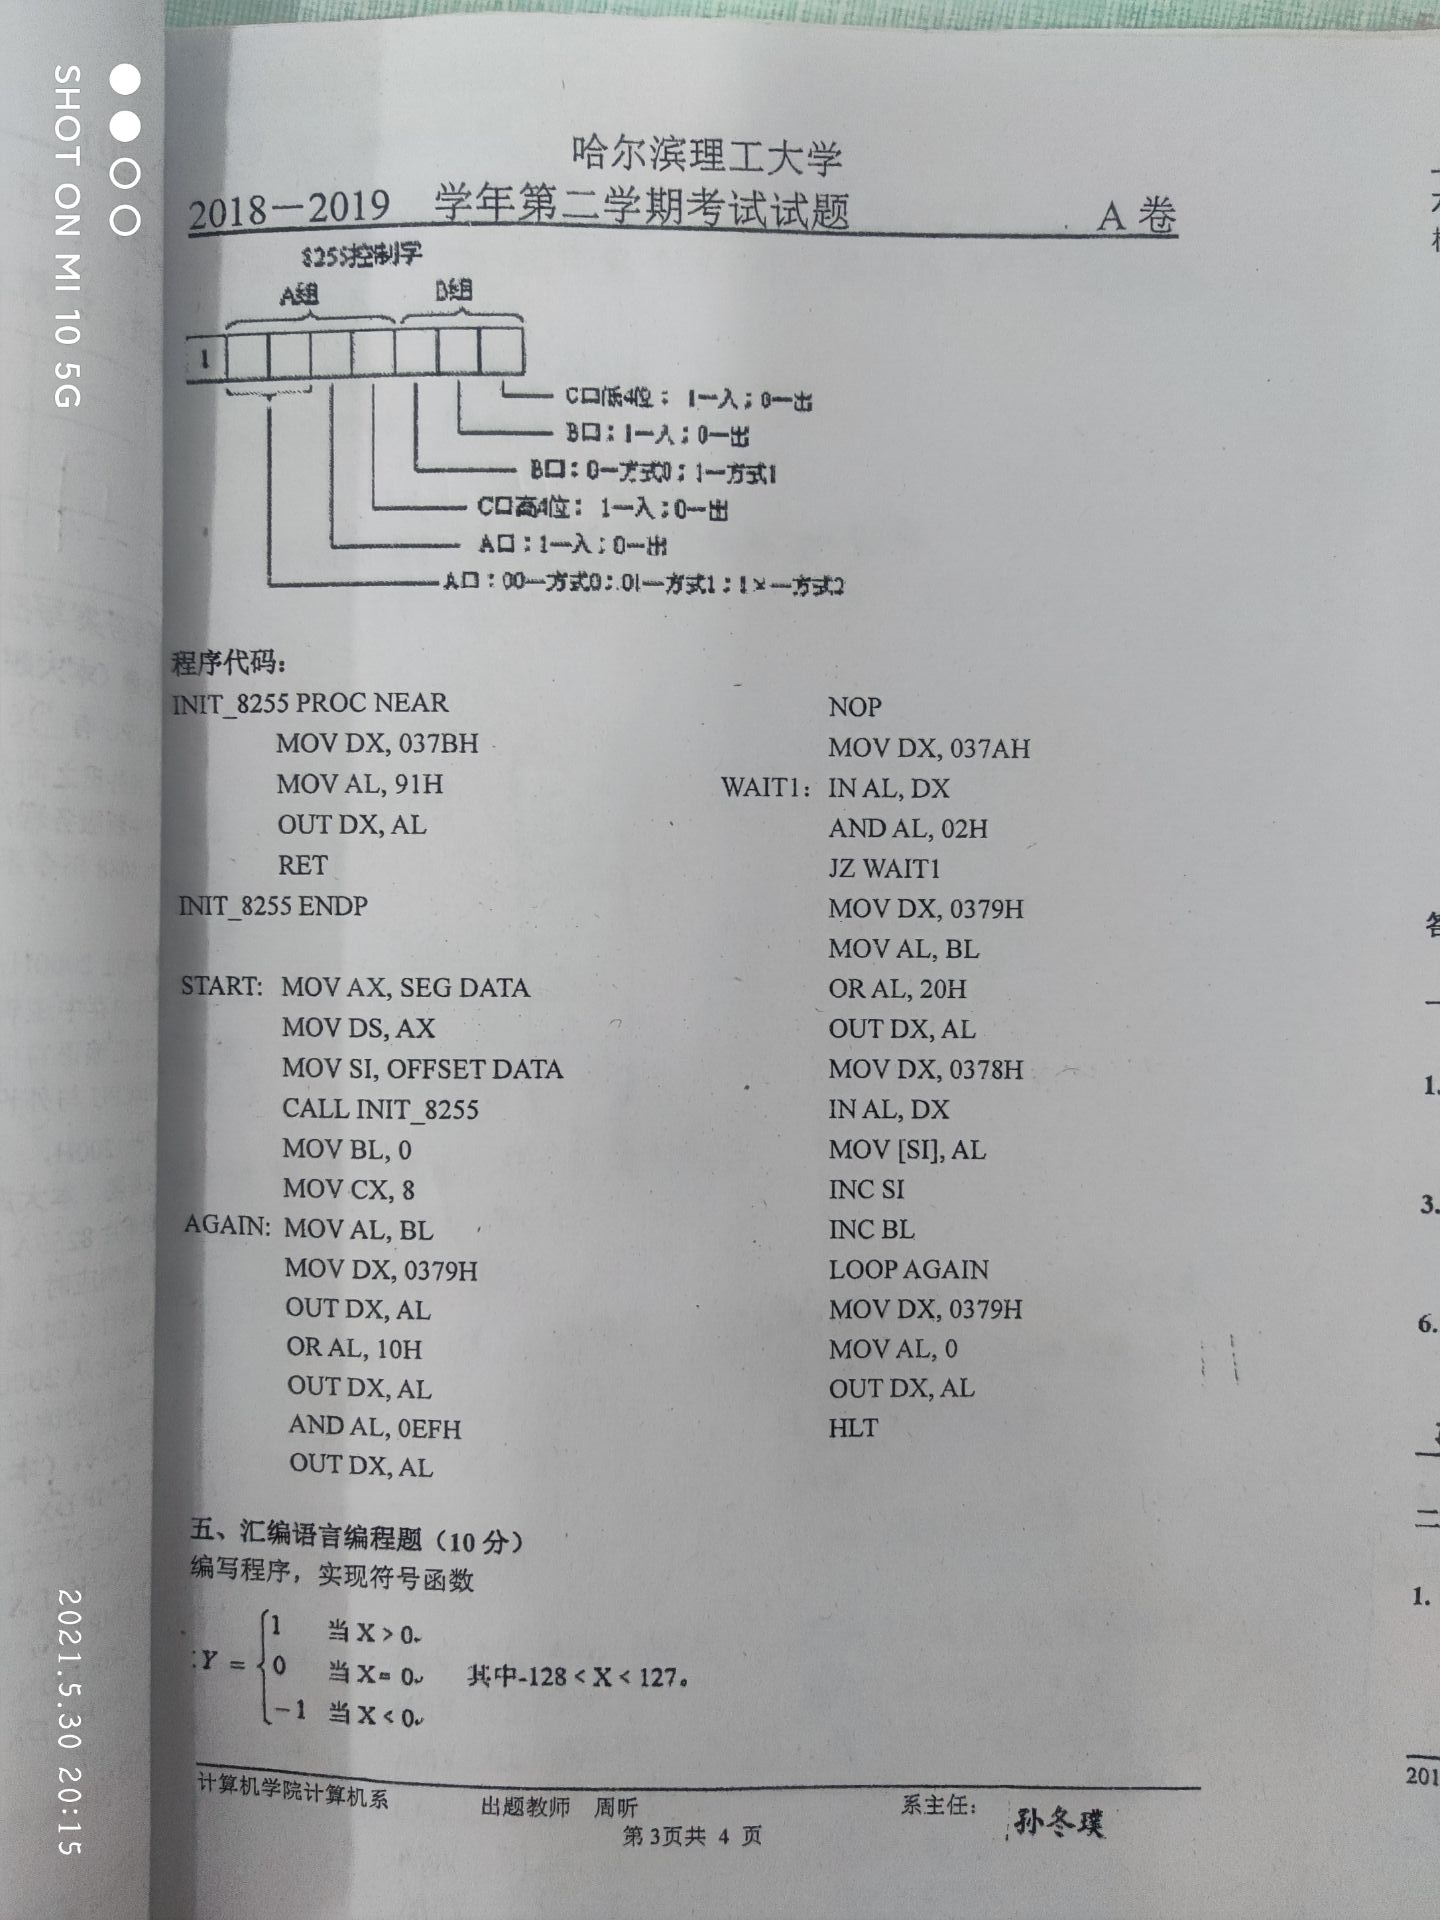 哈尔滨理工大学
2018－2019 学年第二学期考试试题 A 卷
8255控制字
A组 B组
1
C口低4位：1—入；0—出
B口：1—入；0—出
B口：0—方式0；1—方式1
C口高4位：1—入；0—出
A口：1—入；0—出
A口：00—方式0；01—方式1；1×—方式2
程序代码：
INIT_8255 PROC NEAR
MOV DX, 037BH
MOV AL, 91H
OUT DX, AL
RET
INIT_8255 ENDP
START: MOV AX, SEG DATA
MOV DS, AX
MOV SI, OFFSET DATA
CALL INIT_8255
MOV BL, 0
MOV CX, 8
AGAIN: MOV AL, BL
MOV DX, 0379H
OUT DX, AL
OR AL, 10H
OUT DX, AL
AND AL, 0EFH
OUT DX, AL
NOP
MOV DX, 037AH
WAIT1: IN AL, DX
AND AL, 02H
JZ WAIT1
MOV DX, 0379H
MOV AL, BL
OR AL, 20H
OUT DX, AL
MOV DX, 0378H
IN AL, DX
MOV [SI], AL
INC SI
INC BL
LOOP AGAIN
MOV DX, 0379H
MOV AL, 0
OUT DX, AL
HLT
五、汇编语言编程题（10 分）
编写程序，实现符号函数
1 当 X > 0
Y = 0 当 X = 0 其中-128 < X < 127。
－1 当 X < 0
计算机学院计算机系 出题教师 周昕 系主任：
第 3页共 4 页
1.
3.
6.
二
1.
201
SHOT ON MI 10 5G
2021.5.30 20:15